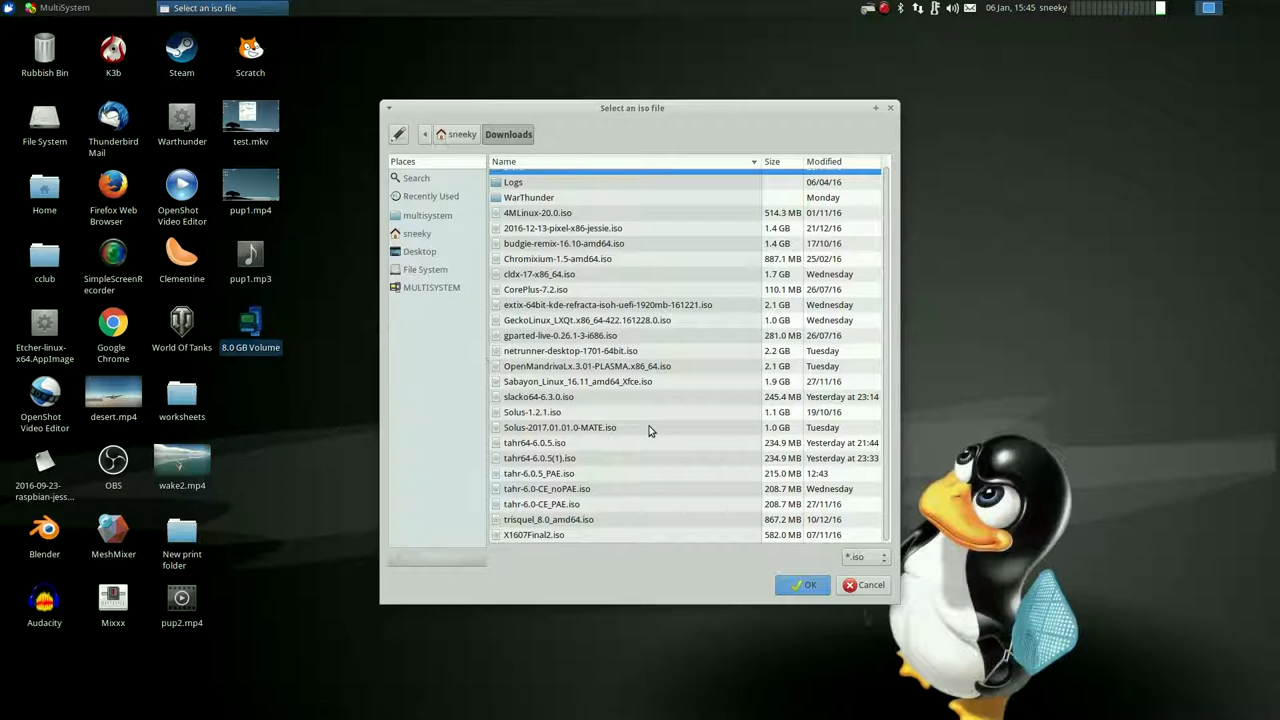 MultiSystem
Select an iso file
06 Jan, 15:45 sneeky
Rubbish Bin
K3b
Steam
Scratch
File System
Thunderbird
Mail
Warthunder
test.mkv
Home
Firefox Web
Browser
OpenShot
Video Editor
pup1.mp4
cclub
SimpleScreenR
ecorder
Clementine
pup1.mp3
Etcher-linux-
x64.AppImage
Google
Chrome
World Of Tanks
8.0 GB Volume
OpenShot
Video Editor
desert.mp4
worksheets
2016-09-23-
raspbian-jess...
OBS
wake2.mp4
Blender
MeshMixer
New print
folder
Audacity
Mixxx
pup2.mp4
Select an iso file
sneeky
Downloads
Places
Search
Recently Used
multisystem
sneeky
Desktop
File System
MULTISYSTEM
Name Size Modified
Logs 06/04/16
WarThunder Monday
4MLinux-20.0.iso 514.3 MB 01/11/16
2016-12-13-pixel-x86-jessie.iso 1.4 GB 21/12/16
budgie-remix-16.10-amd64.iso 1.4 GB 17/10/16
Chromixium-1.5-amd64.iso 887.1 MB 25/02/16
cldx-17-x86_64.iso 1.7 GB Wednesday
CorePlus-7.2.iso 110.1 MB 26/07/16
extix-64bit-kde-refracta-isoh-uefi-1920mb-161221.iso 2.1 GB Wednesday
GeckoLinux_LXQt.x86_64-422.161228.0.iso 1.0 GB Wednesday
gparted-live-0.26.1-3-i686.iso 281.0 MB 26/07/16
netrunner-desktop-1701-64bit.iso 2.2 GB Tuesday
OpenMandrivaLx.3.01-PLASMA.x86_64.iso 2.1 GB Tuesday
Sabayon_Linux_16.11_amd64_Xfce.iso 1.9 GB 27/11/16
slacko64-6.3.0.iso 245.4 MB Yesterday at 23:14
Solus-1.2.1.iso 1.1 GB 19/10/16
Solus-2017.01.01.0-MATE.iso 1.0 GB Tuesday
tahr64-6.0.5.iso 234.9 MB Yesterday at 21:44
tahr64-6.0.5(1).iso 234.9 MB Yesterday at 23:33
tahr-6.0.5_PAE.iso 215.0 MB 12:43
tahr-6.0-CE_noPAE.iso 208.7 MB Wednesday
tahr-6.0-CE_PAE.iso 208.7 MB 27/11/16
trisquel_8.0_amd64.iso 867.2 MB 10/12/16
X1607Final2.iso 582.0 MB 07/11/16
*.iso
OK
Cancel